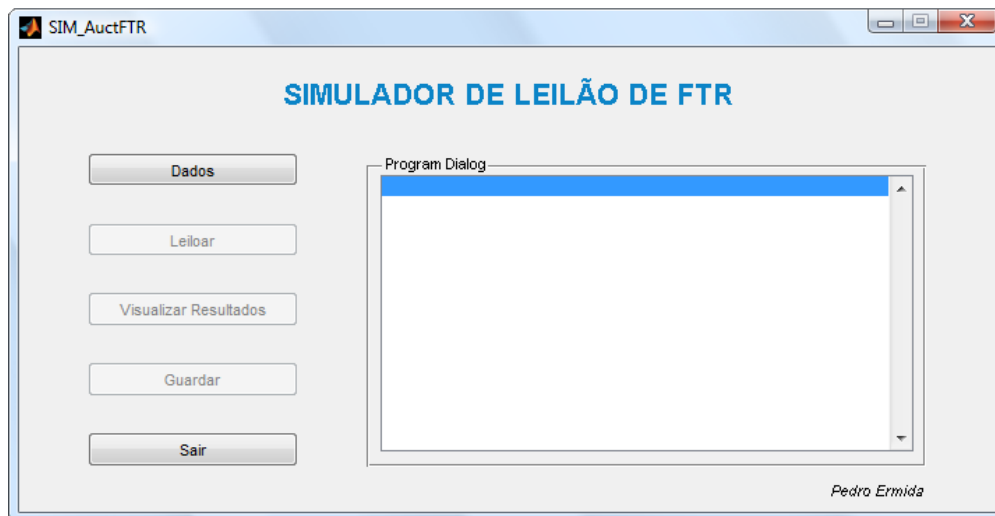 SIM_AuctFTR
SIMULADOR DE LEILÃO DE FTR
Dados
Leiloar
Visualizar Resultados
Guardar
Sair
Program Dialog
Pedro Ermida